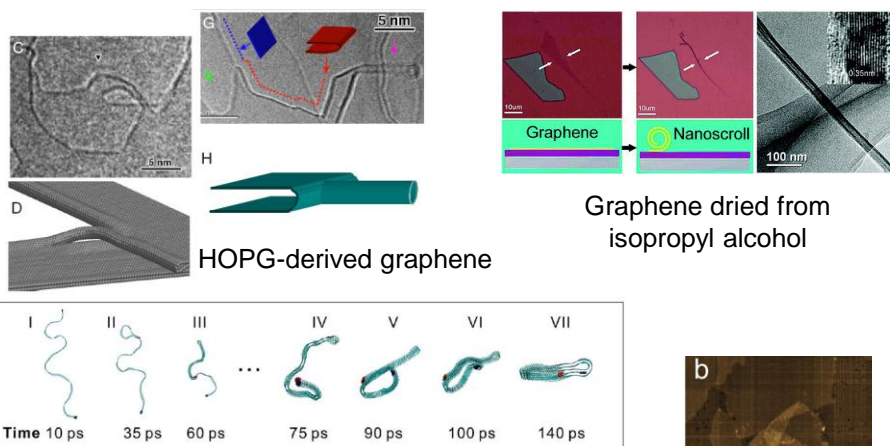 C
5 nm
G
5 nm
D
H
HOPG-derived graphene
10um
10um
0.35nm
Graphene
Nanoscroll
100 nm
Graphene dried from
isopropyl alcohol
I II III IV V VI VII
...
Time 10 ps 35 ps 60 ps 75 ps 90 ps 100 ps 140 ps
b